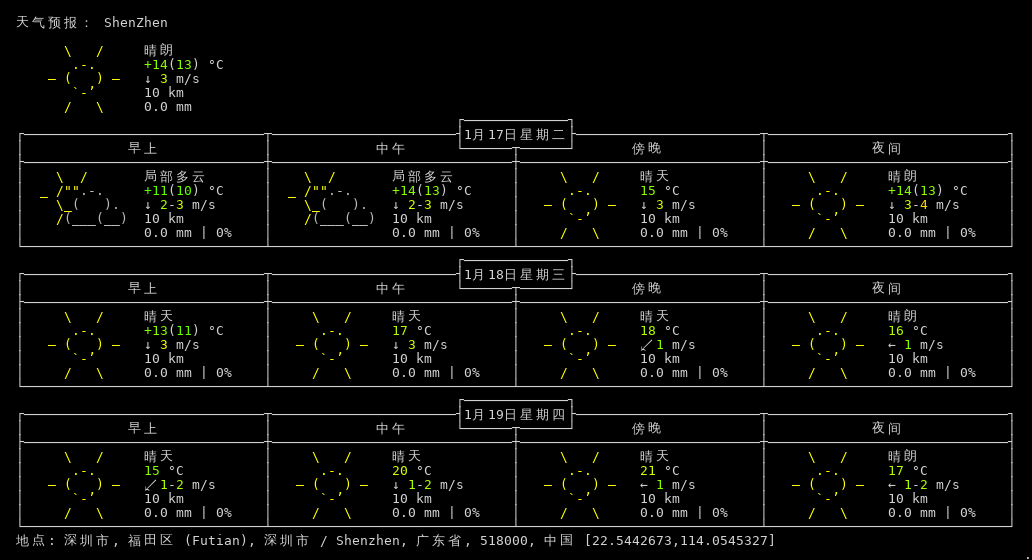 天气预报： ShenZhen
晴朗
+14(13) °C
↓ 3 m/s
10 km
0.0 mm
1月17日星期二
早上 中午 傍晚 夜间
局部多云 局部多云 晴天 晴朗
+11(10) °C +14(13) °C 15 °C +14(13) °C
↓ 2-3 m/s ↓ 2-3 m/s ↓ 3 m/s ↓ 3-4 m/s
10 km 10 km 10 km 10 km
0.0 mm | 0% 0.0 mm | 0% 0.0 mm | 0% 0.0 mm | 0%
1月18日星期三
早上 中午 傍晚 夜间
晴天 晴天 晴天 晴朗
+13(11) °C 17 °C 18 °C 16 °C
↓ 3 m/s ↓ 3 m/s ↙ 1 m/s ← 1 m/s
10 km 10 km 10 km 10 km
0.0 mm | 0% 0.0 mm | 0% 0.0 mm | 0% 0.0 mm | 0%
1月19日星期四
早上 中午 傍晚 夜间
晴天 晴天 晴天 晴朗
15 °C 20 °C 21 °C 17 °C
↙ 1-2 m/s ↓ 1-2 m/s ← 1 m/s ← 1-2 m/s
10 km 10 km 10 km 10 km
0.0 mm | 0% 0.0 mm | 0% 0.0 mm | 0% 0.0 mm | 0%
地点: 深圳市, 福田区 (Futian), 深圳市 / Shenzhen, 广东省, 518000, 中国 [22.5442673,114.0545327]